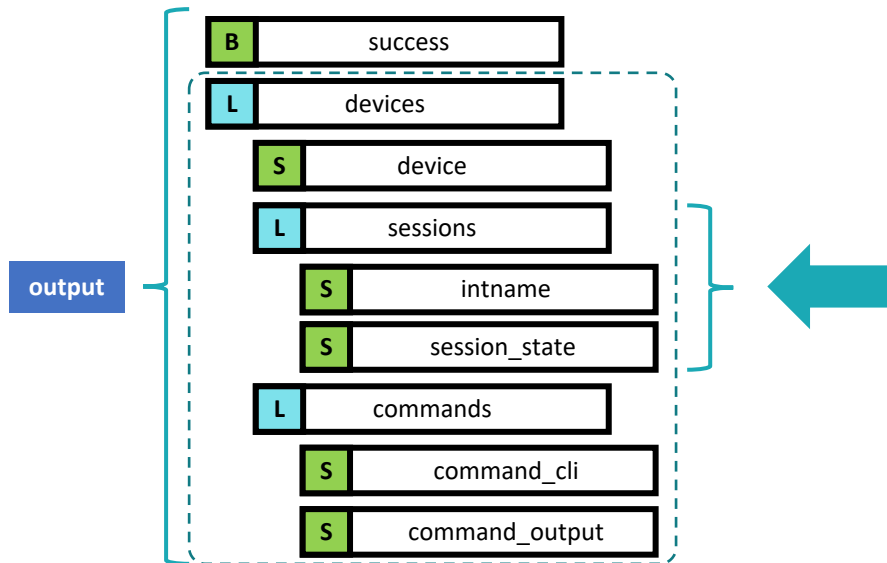 B success
L devices
S device
L sessions
output
S intname
S session_state
L commands
S command_cli
S command_output